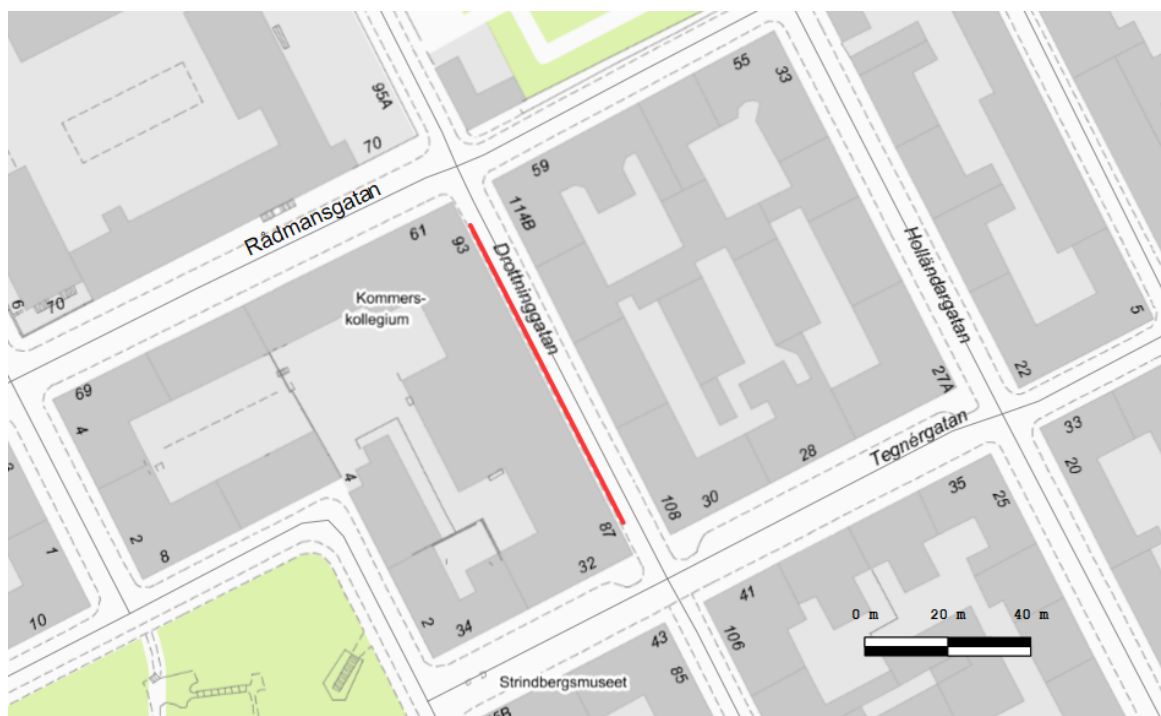 55
33
95A
70
59
114B
Rådmansgatan
61
93
Drottninggatan
Holländargatan
6
70
Kommers-
kollegium
5
69
4
27A
22
Tegnérgatan
33
20
28
30
108
35
25
4
87
32
2
8
1
10
2
34
41
106
43
85
0 m 20 m 40 m
Strindbergsmuseet